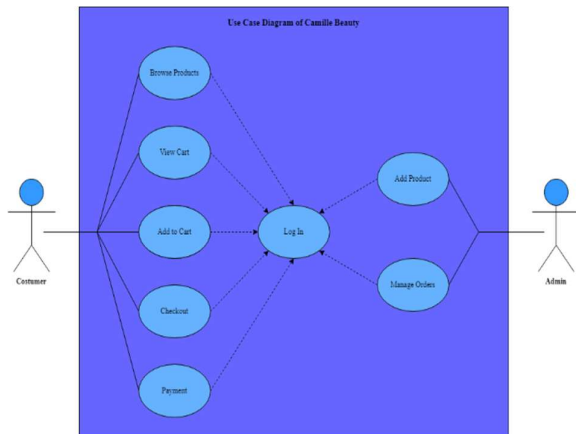 Use Case Diagram of Camille Beauty
Browse Products
View Cart
Add Product
Add to Cart
Log In
Costumer
Admin
Manage Orders
Checkout
Payment